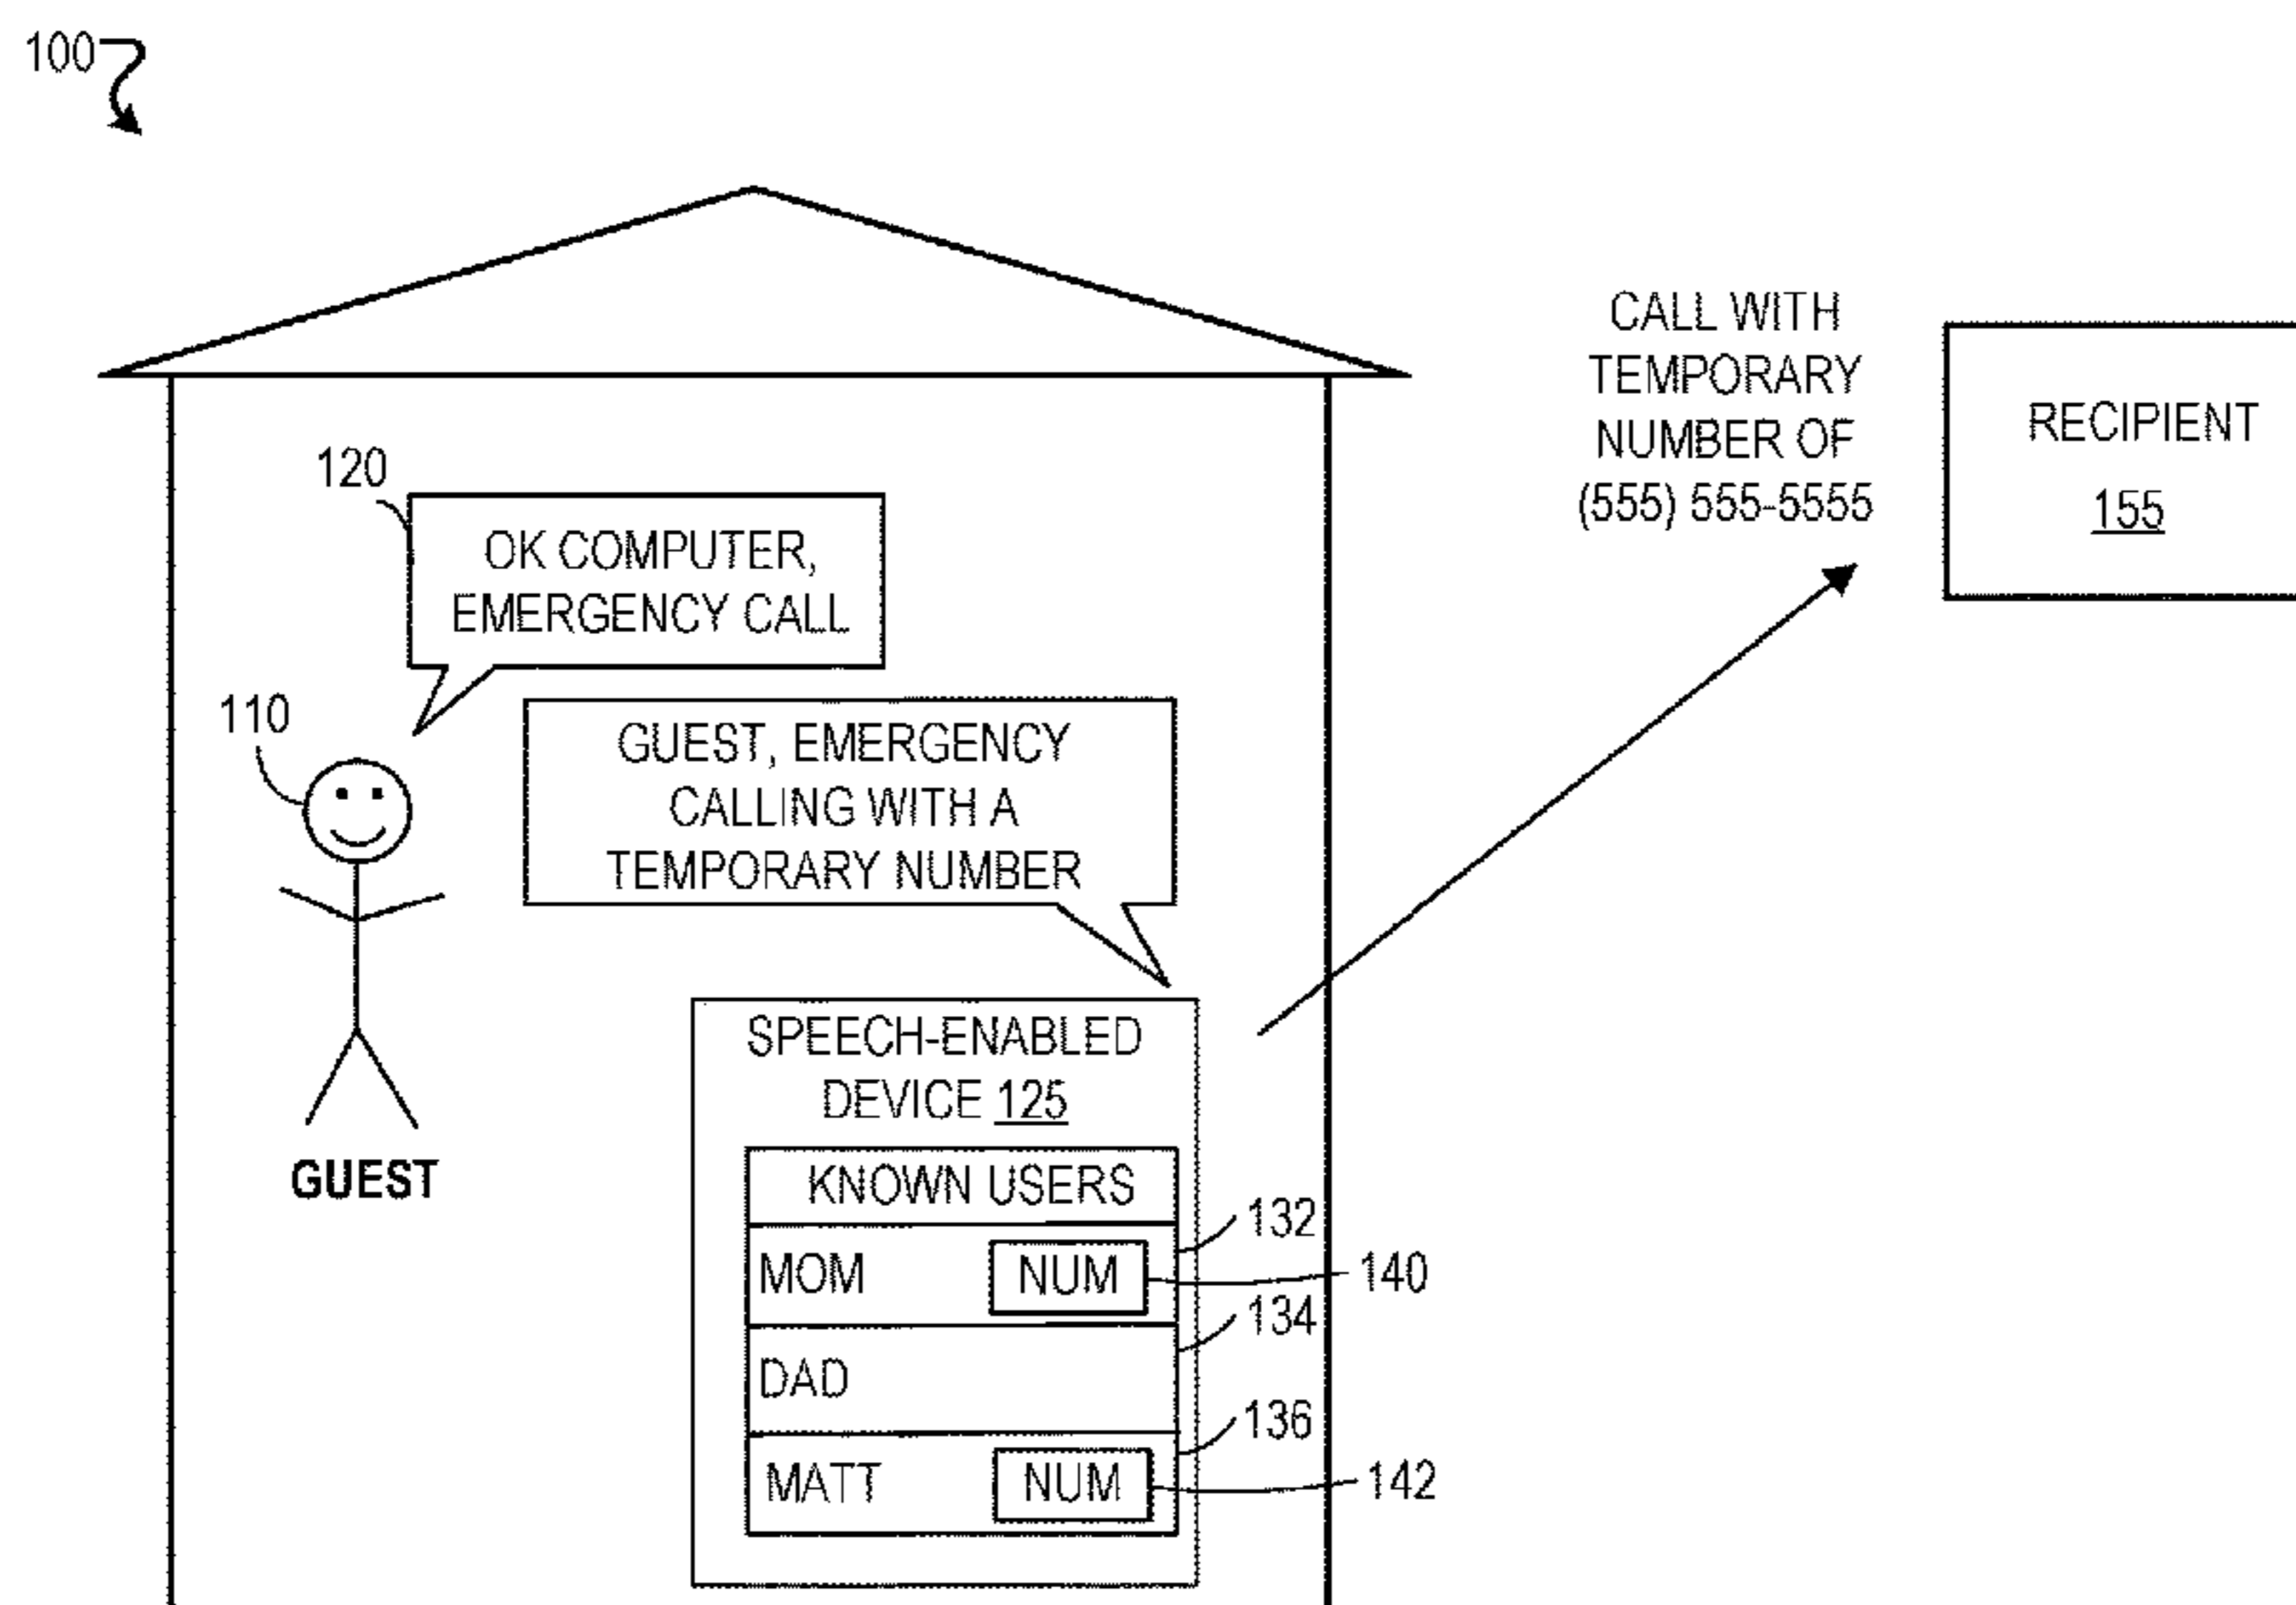 100
CALL WITH
TEMPORARY
NUMBER OF
(555) 555-5555
RECIPIENT
155
120
OK COMPUTER,
EMERGENCY CALL
110
GUEST, EMERGENCY
CALLING WITH A
TEMPORARY NUMBER
GUEST
SPEECH-ENABLED
DEVICE 125
KNOWN USERS
132
MOM NUM
140
134
DAD
136
MATT NUM
142